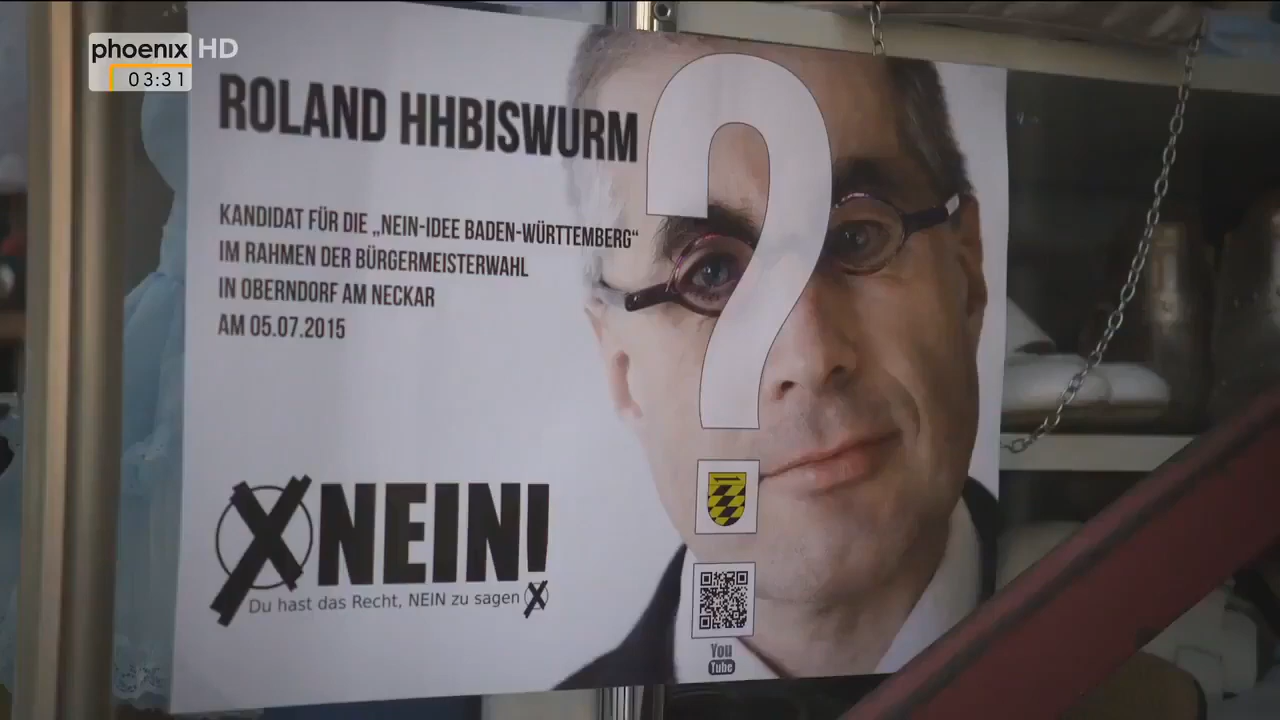 phoenix HD
03:31
ROLAND HHBISWURM
KANDIDAT FÜR DIE „NEIN-IDEE BADEN-WÜRTTEMBERG“
IM RAHMEN DER BÜRGERMEISTERWAHL
IN OBERNDORF AM NECKAR
AM 05.07.2015
?
NEIN!
Du hast das Recht, NEIN zu sagen
You
Tube